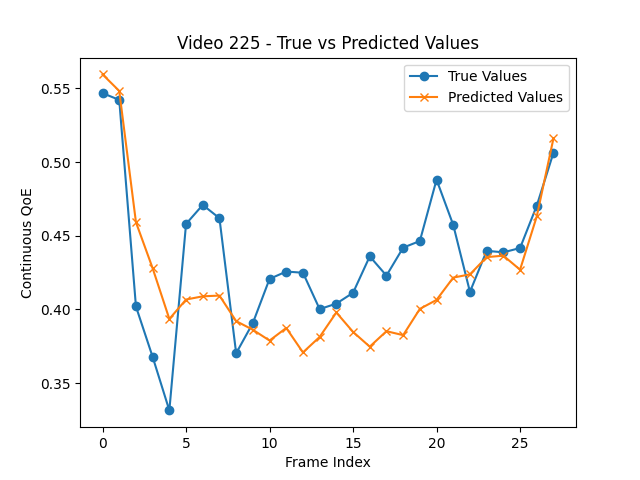 Video 225 - True vs Predicted Values
True Values
Predicted Values
Continuous QoE
0.55
0.50
0.45
0.40
0.35
0 5 10 15 20 25
Frame Index